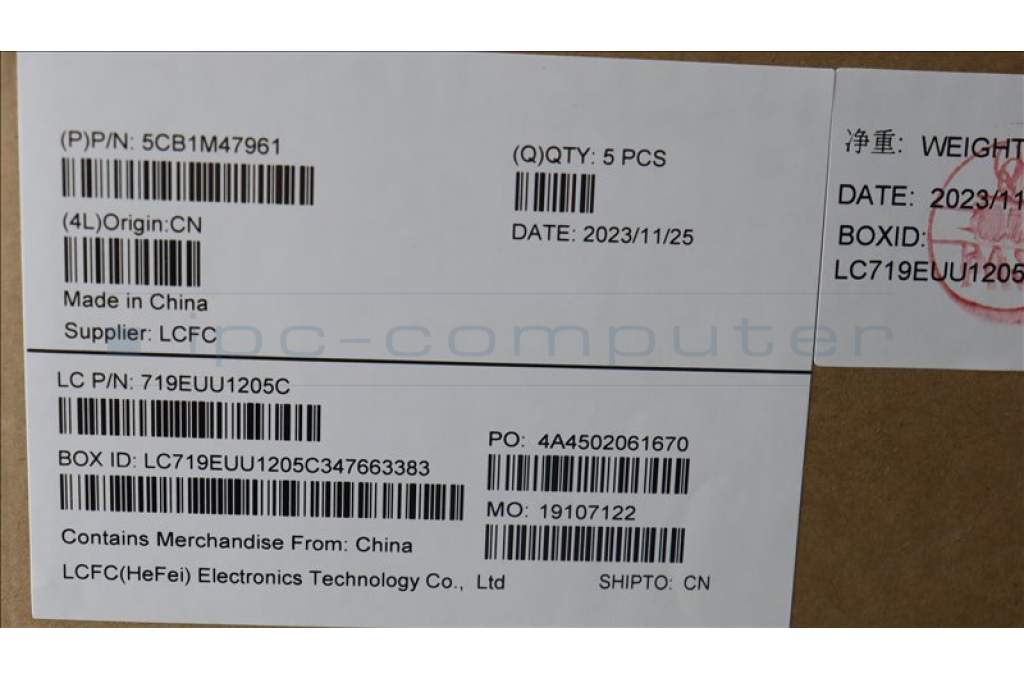 (P)P/N: 5CB1M47961
(4L)Origin:CN
Made in China
Supplier: LCFC
(Q)QTY: 5 PCS
DATE: 2023/11/25
LC P/N: 719EUU1205C
BOX ID: LC719EUU1205C347663383
Contains Merchandise From: China
LCFC(HeFei) Electronics Technology Co., Ltd
PO: 4A4502061670
MO: 19107122
SHIPTO: CN
净重: WEIGHT
DATE: 2023/11
BOXID:
LC719EUU1205
ipc-computer